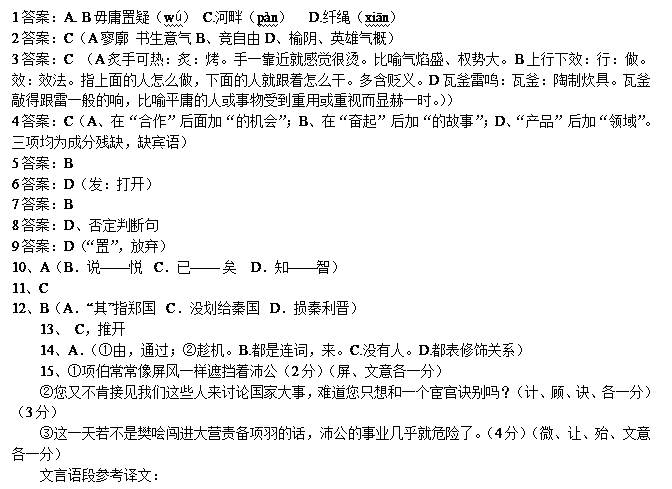 1答案：A. B毋庸置疑（wú） C.河畔（pàn） D.纤绳（xiān）
2答案：C（A寥廓 书生意气 B、竞自由 D、榆阴、英雄气概）
3答案：C （A炙手可热：炙：烤。手一靠近就感觉很烫。比喻气焰盛、权势大。B上行下效：行：做。
效：效法。指上面的人怎么做，下面的人就跟着怎么干。多含贬义。D瓦釜雷鸣：瓦釜：陶制炊具。瓦釜
敲得跟雷一般的响，比喻平庸的人或事物受到重用或重视而显赫一时。））
4答案：C（A、在“合作”后面加“的机会”；B、在“奋起”后加“的故事”；D、“产品”后加“领域”。
三项均为成分残缺，缺宾语）
5答案：B
6答案：D（发：打开）
7答案：B
8答案：D、否定判断句
9答案：D（“置”，放弃）
10、A（B．说——悦 C．已——矣 D．知——智）
11、C
12、B（A．“其”指郑国 C．没划给秦国 D．损秦利晋）
13、 C，推开
14、A．（①由，通过；②趁机。B.都是连词，来。C.没有人。D.都表修饰关系）
15、①项伯常常像屏风一样遮挡着沛公（2分）（屏、文意各一分）
②您又不肯接见我们这些人来讨论国家大事，难道您只想和一个宦官诀别吗？（计、顾、诀、各一分）
（3分）
③这一天若不是樊哙闯进大营责备项羽的话，沛公的事业几乎就危险了。（4分）（微、让、殆、文意
各一分）
文言语段参考译文：